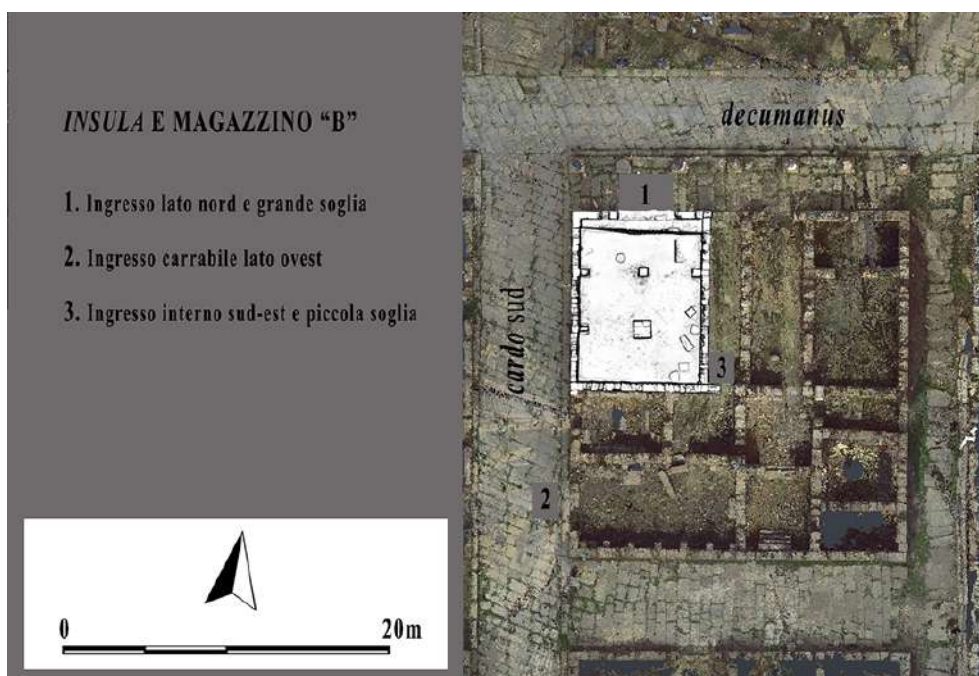 INSULA E MAGAZZINO “B”
1. Ingresso lato nord e grande soglia
2. Ingresso carrabile lato ovest
3. Ingresso interno sud-est e piccola soglia
0 20m
decumanus
1
cardo sud
3
2